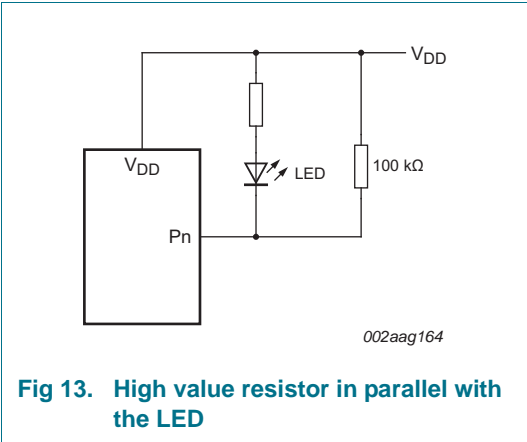 VDD
VDD
LED
100 kΩ
Pn
002aag164
Fig 13. High value resistor in parallel with
the LED